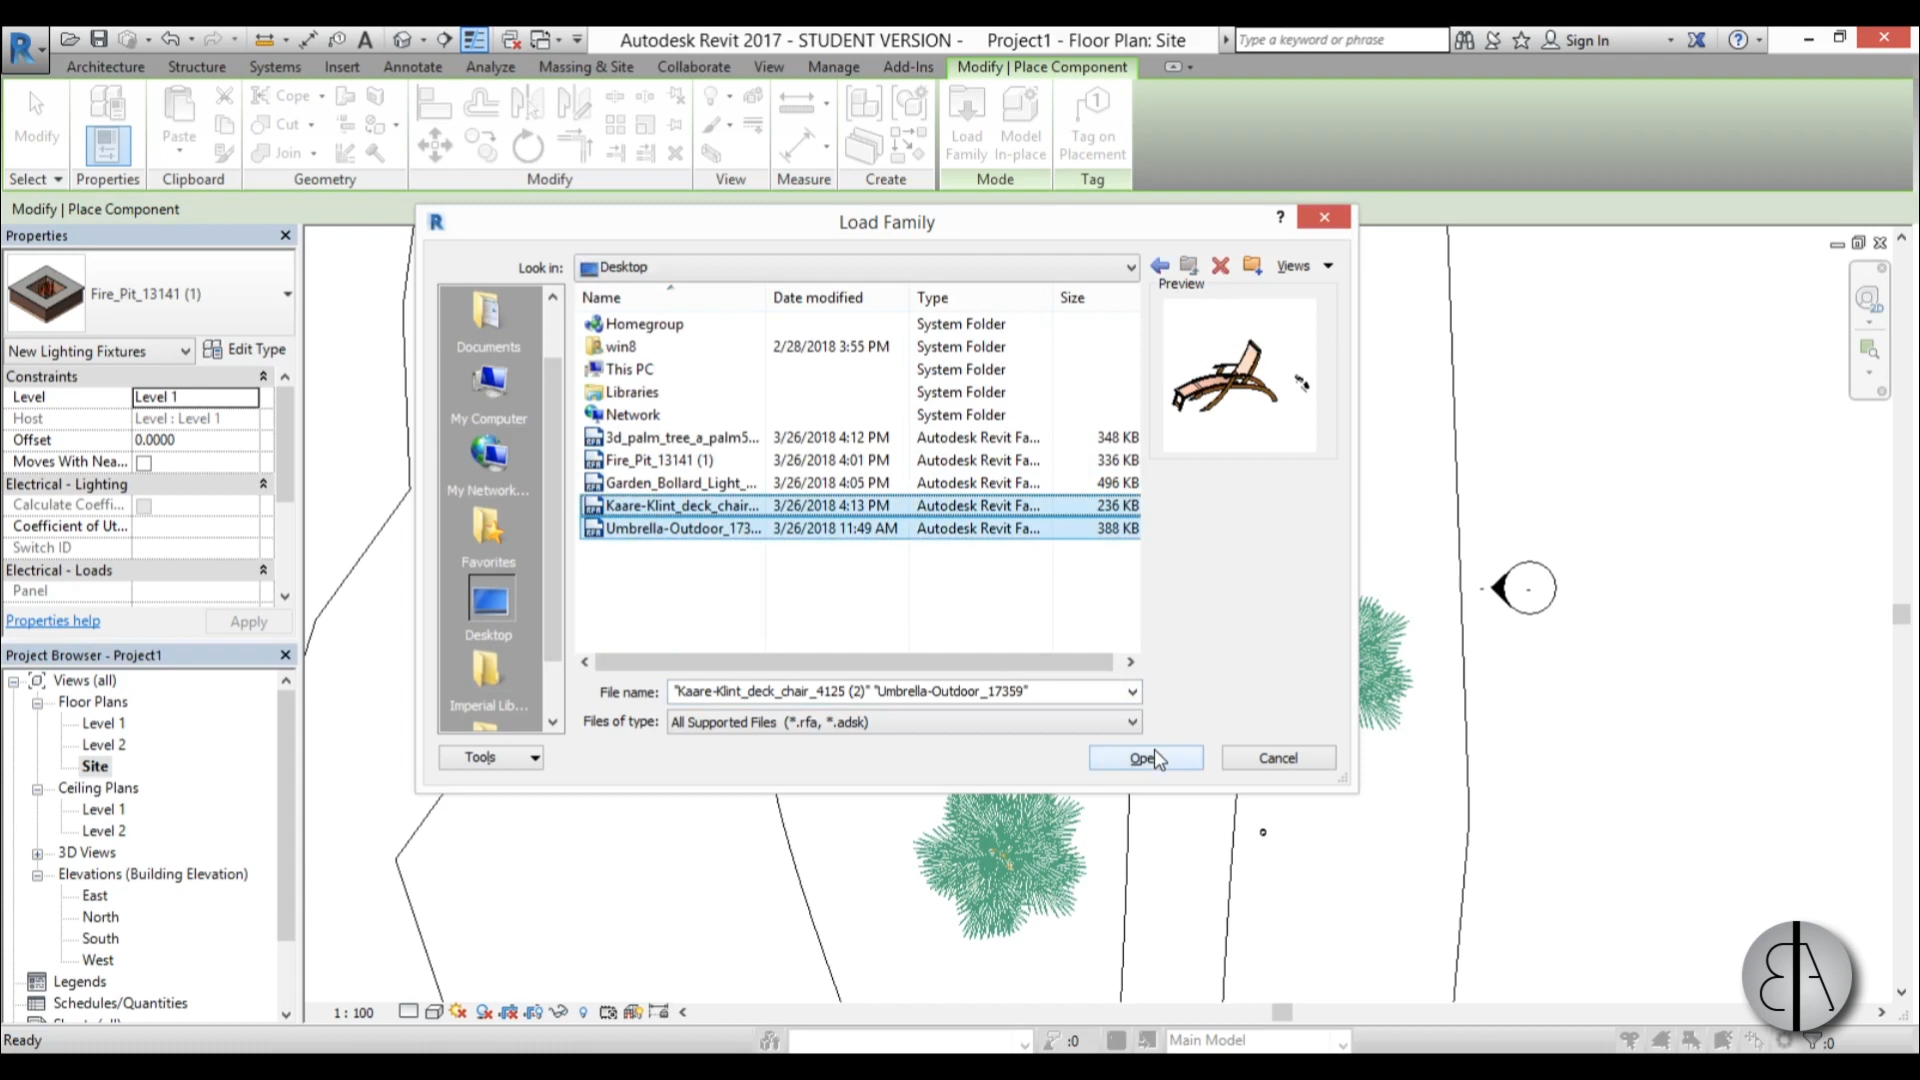 Autodesk Revit 2017 - STUDENT VERSION - Project1 - Floor Plan: Site
Type a keyword or phrase
Sign In
Architecture Structure Systems Insert Annotate Analyze Massing & Site Collaborate View Manage Add-Ins Modify | Place Component
Modify
Paste
Cope
Cut
Join
Load Family
Model In-place
Tag on Placement
Select Properties Clipboard Geometry Modify View Measure Create Mode Tag
Modify | Place Component
Properties
Fire_Pit_13141 (1)
New Lighting Fixtures
Edit Type
Constraints
Level Level 1
Host Level : Level 1
Offset 0.0000
Moves With Nea...
Electrical - Lighting
Calculate Coeffi...
Coefficient of Ut...
Switch ID
Electrical - Loads
Panel
Properties help
Apply
Project Browser - Project1
Views (all)
Floor Plans
Level 1
Level 2
Site
Ceiling Plans
Level 1
Level 2
3D Views
Elevations (Building Elevation)
East
North
South
West
Legends
Schedules/Quantities
Load Family
Look in: Desktop
Views
Preview
Documents
My Computer
My Network...
Favorites
Desktop
Imperial Lib...
Name Date modified Type Size
Homegroup System Folder
win8 2/28/2018 3:55 PM System Folder
This PC System Folder
Libraries System Folder
Network System Folder
3d_palm_tree_a_palm5... 3/26/2018 4:12 PM Autodesk Revit Fa... 348 KB
Fire_Pit_13141 (1) 3/26/2018 4:01 PM Autodesk Revit Fa... 336 KB
Garden_Bollard_Light_... 3/26/2018 4:05 PM Autodesk Revit Fa... 496 KB
Kaare-Klint_deck_chair... 3/26/2018 4:13 PM Autodesk Revit Fa... 236 KB
Umbrella-Outdoor_173... 3/26/2018 11:49 AM Autodesk Revit Fa... 388 KB
File name: "Kaare-Klint_deck_chair_4125 (2)" "Umbrella-Outdoor_17359"
Files of type: All Supported Files (*.rfa, *.adsk)
Tools
Open
Cancel
1 : 100
Ready
:0
Main Model
:0